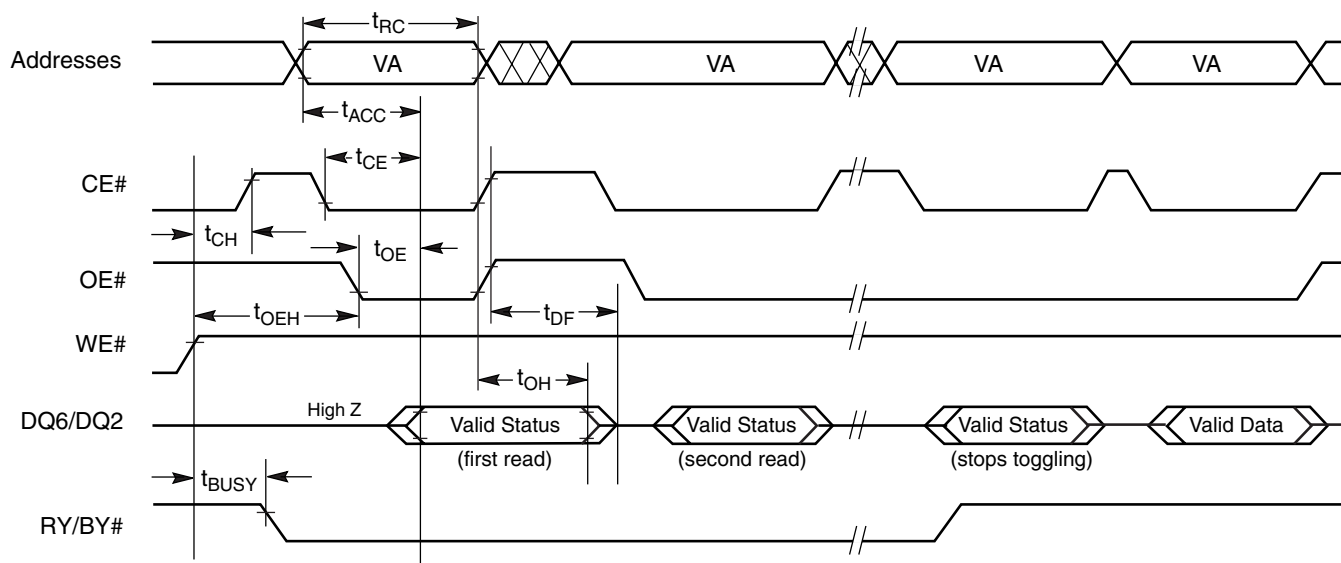 tRC
Addresses VA VA VA VA
tACC
tCE
CE#
tCH tOE
OE#
tOEH tDF
WE#
tOH
DQ6/DQ2 High Z Valid Status Valid Status Valid Status Valid Data
(first read) (second read) (stops toggling)
tBUSY
RY/BY#